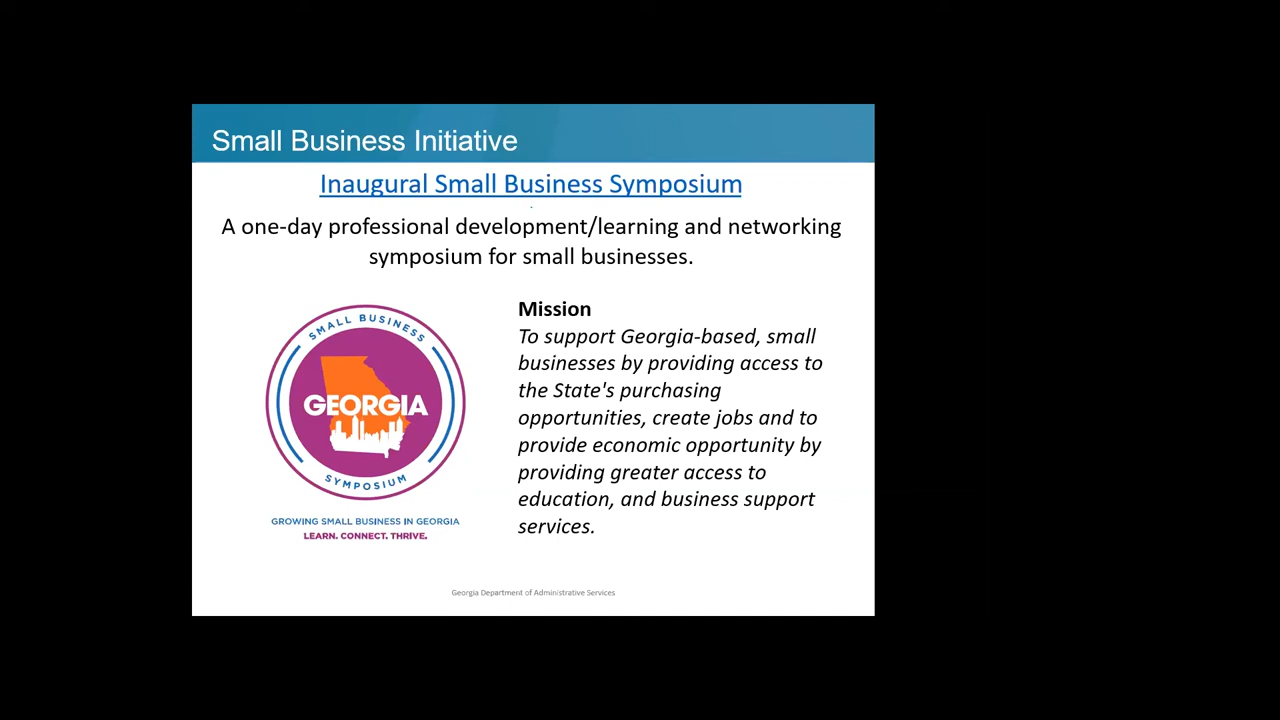 Small Business Initiative
Inaugural Small Business Symposium
A one-day professional development/learning and networking
symposium for small businesses.
SMALL BUSINESS
GEORGIA
SYMPOSIUM
GROWING SMALL BUSINESS IN GEORGIA
LEARN. CONNECT. THRIVE.
Mission
To support Georgia-based, small
businesses by providing access to
the State's purchasing
opportunities, create jobs and to
provide economic opportunity by
providing greater access to
education, and business support
services.
Georgia Department of Administrative Services